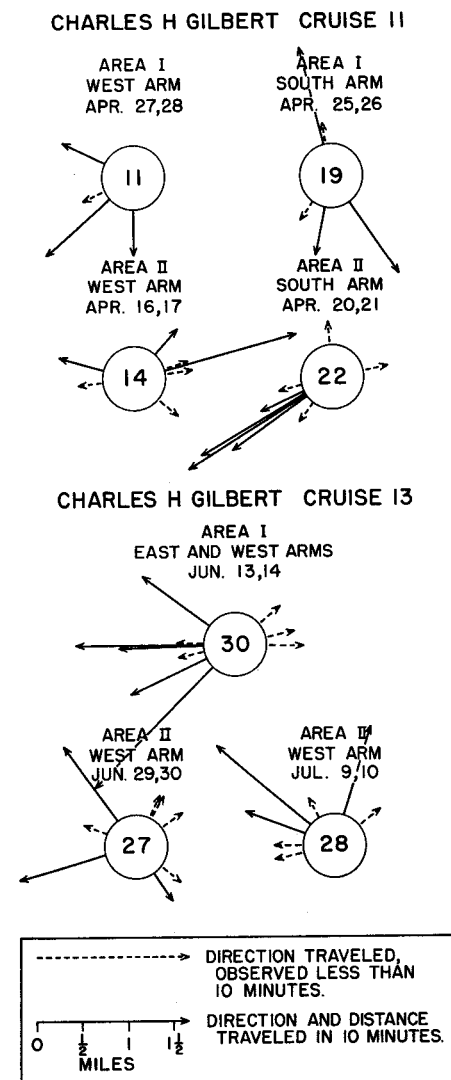 CHARLES H GILBERT CRUISE 11
AREA I
WEST ARM
APR. 27,28
11
AREA I
SOUTH ARM
APR. 25,26
19
AREA II
WEST ARM
APR. 16,17
14
AREA II
SOUTH ARM
APR. 20,21
22
CHARLES H GILBERT CRUISE 13
AREA I
EAST AND WEST ARMS
JUN. 13,14
30
AREA II
WEST ARM
JUN. 29,30
27
AREA II
WEST ARM
JUL. 9,10
28
DIRECTION TRAVELED,
OBSERVED LESS THAN
10 MINUTES.
DIRECTION AND DISTANCE
TRAVELED IN 10 MINUTES.
0 1/2 1 1 1/2
MILES